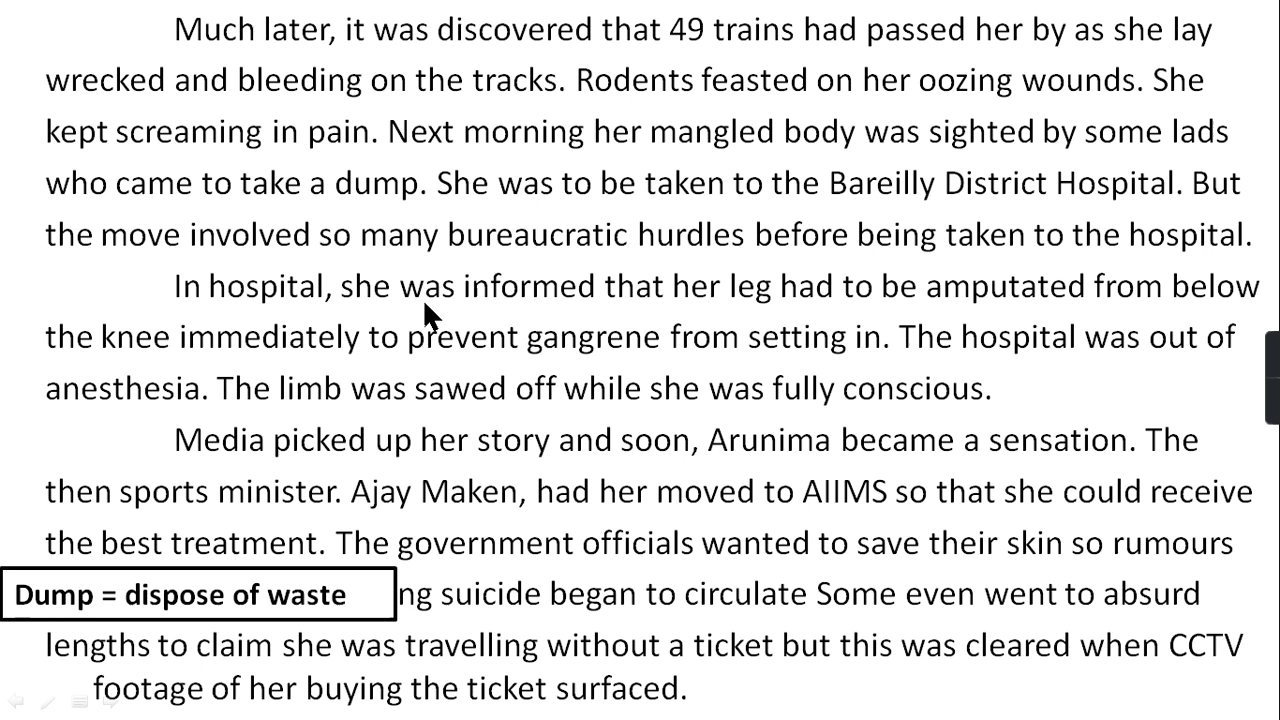 Much later, it was discovered that 49 trains had passed her by as she lay
wrecked and bleeding on the tracks. Rodents feasted on her oozing wounds. She
kept screaming in pain. Next morning her mangled body was sighted by some lads
who came to take a dump. She was to be taken to the Bareilly District Hospital. But
the move involved so many bureaucratic hurdles before being taken to the hospital.
In hospital, she was informed that her leg had to be amputated from below
the knee immediately to prevent gangrene from setting in. The hospital was out of
anesthesia. The limb was sawed off while she was fully conscious.
Media picked up her story and soon, Arunima became a sensation. The
then sports minister. Ajay Maken, had her moved to AIIMS so that she could receive
the best treatment. The government officials wanted to save their skin so rumours
Dump = dispose of waste ng suicide began to circulate Some even went to absurd
lengths to claim she was travelling without a ticket but this was cleared when CCTV
footage of her buying the ticket surfaced.